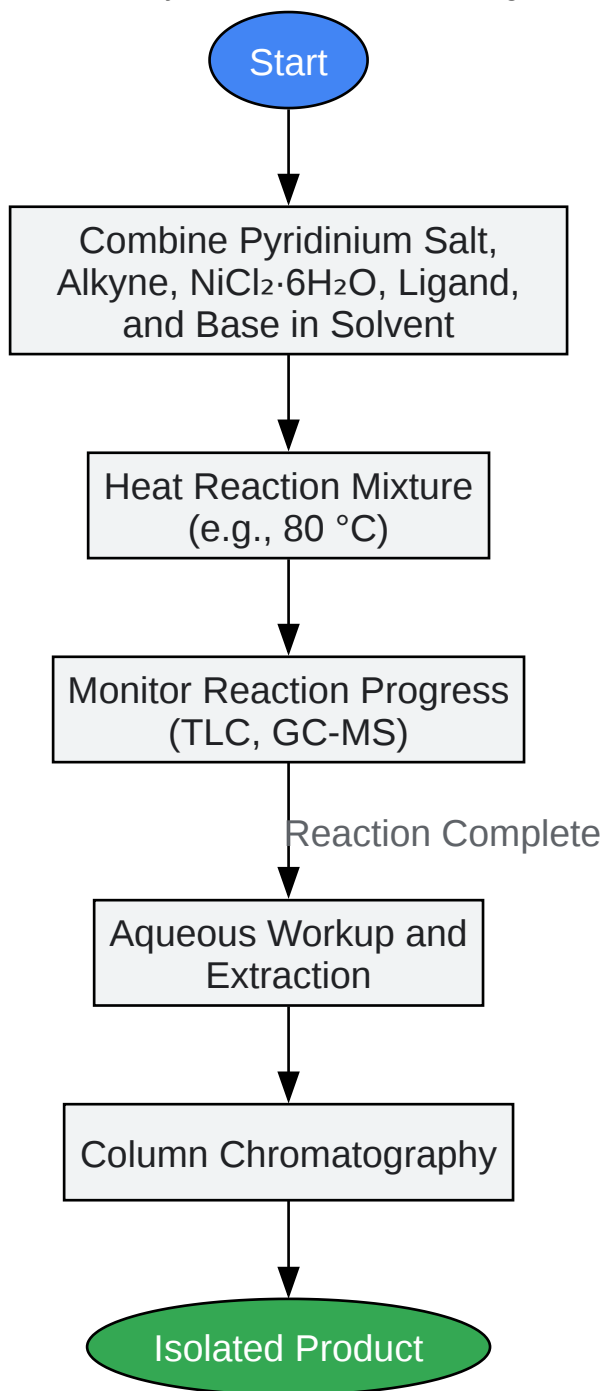 Start
Combine Pyridinium Salt,
Alkyne, NiCl₂·6H₂O, Ligand,
and Base in Solvent
Heat Reaction Mixture
(e.g., 80 °C)
Monitor Reaction Progress
(TLC, GC-MS)
Reaction Complete
Aqueous Workup and
Extraction
Column Chromatography
Isolated Product